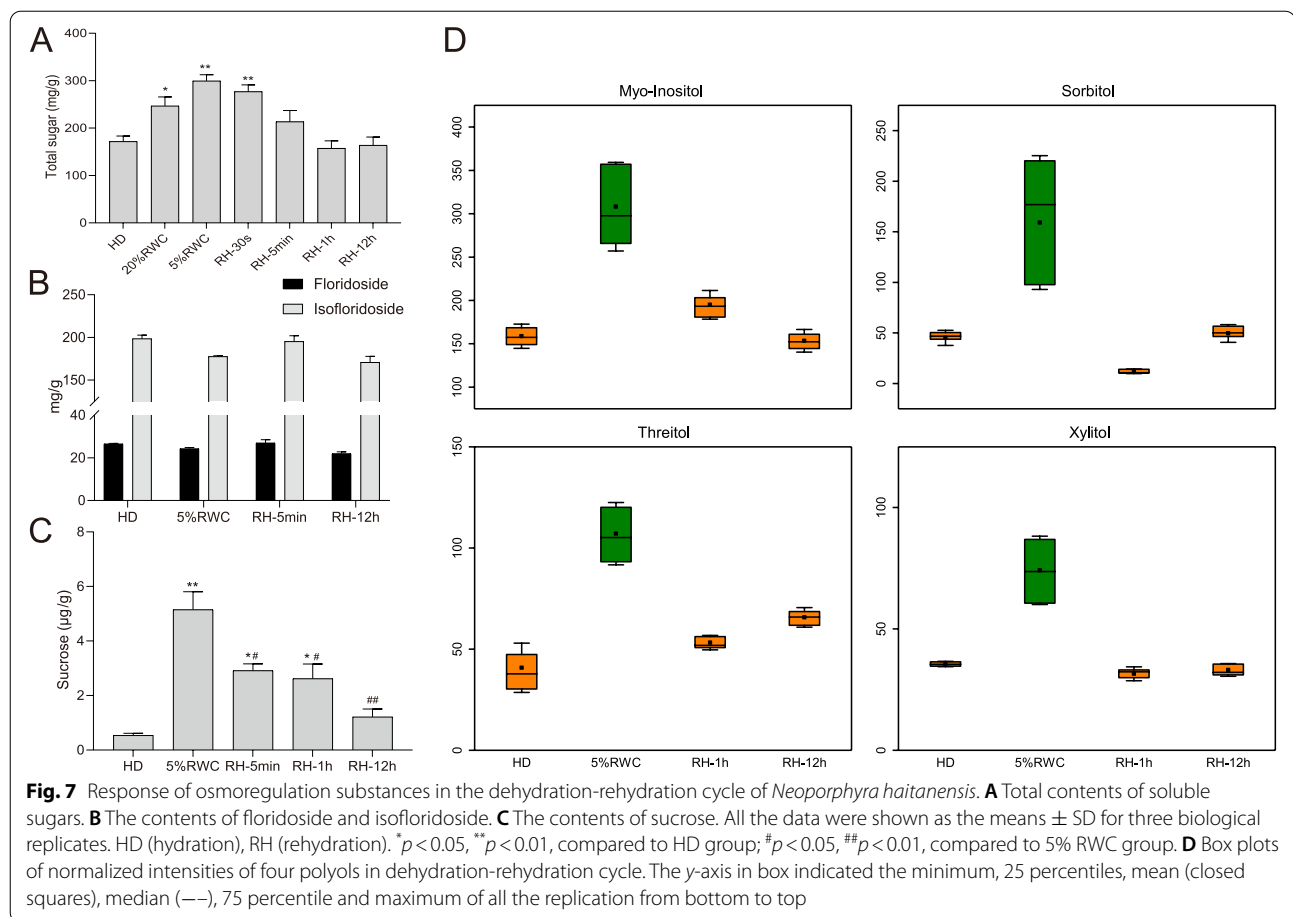 A
Total sugar (mg/g)
400
300
200
100
0
*
**
**
HD
20%RWC
5%RWC
RH-30s
RH-5min
RH-1h
RH-12h
B
Floridoside
Isofloridoside
mg/g
250
200
150
40
20
0
HD
5%RWC
RH-5min
RH-12h
C
Sucrose (µg/g)
8
6
4
2
0
**
*#
*#
##
HD
5%RWC
RH-5min
RH-1h
RH-12h
D
Myo-Inositol
400
350
300
250
200
150
100
Sorbitol
250
200
150
100
50
0
Threitol
150
100
50
0
HD
5%RWC
RH-1h
RH-12h
Xylitol
100
50
0
HD
5%RWC
RH-1h
RH-12h
Fig. 7 Response of osmoregulation substances in the dehydration-rehydration cycle of Neoporphyra haitanensis. A Total contents of soluble
sugars. B The contents of floridoside and isofloridoside. C The contents of sucrose. All the data were shown as the means ± SD for three biological
replicates. HD (hydration), RH (rehydration). *p < 0.05, **p < 0.01, compared to HD group; #p < 0.05, ##p < 0.01, compared to 5% RWC group. D Box plots
of normalized intensities of four polyols in dehydration-rehydration cycle. The y-axis in box indicated the minimum, 25 percentiles, mean (closed
squares), median (−−), 75 percentile and maximum of all the replication from bottom to top